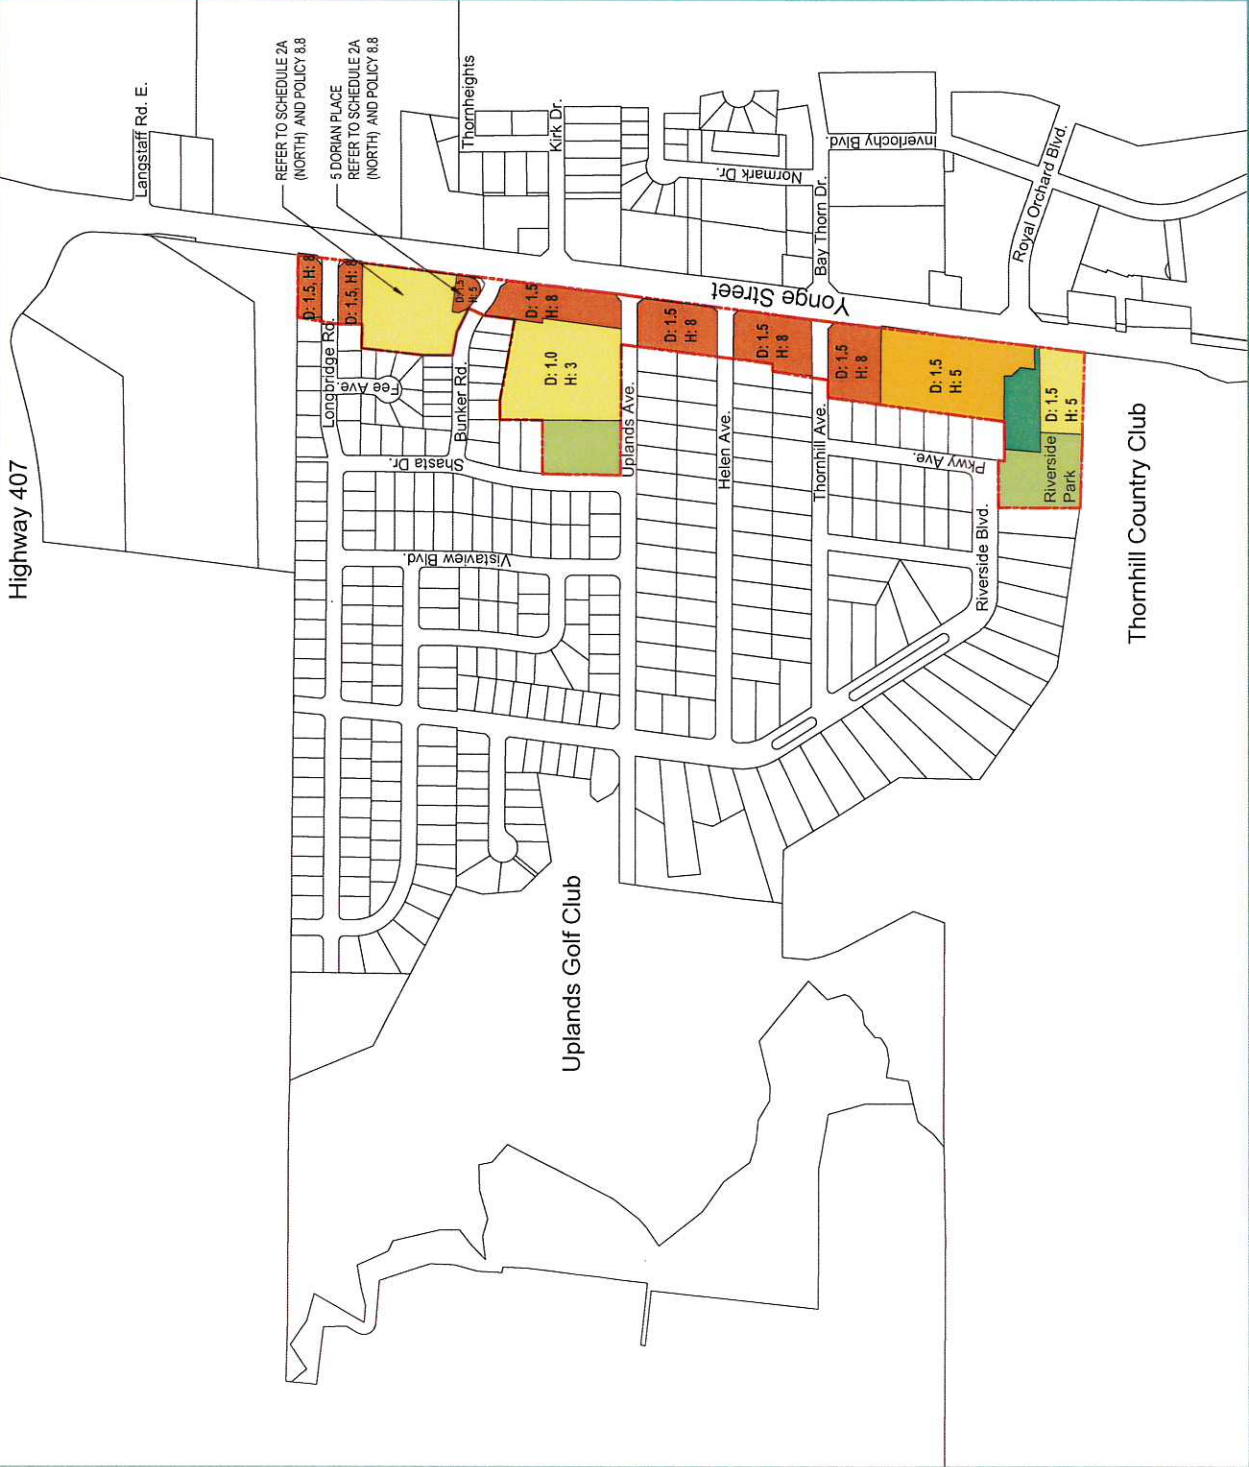 Highway 407
Langstaff Rd. E.
REFER TO SCHEDULE 2A
(NORTH) AND POLICY 8.8
5 DORIAN PLACE
REFER TO SCHEDULE 2A
(NORTH) AND POLICY 8.8
Thornheights
Kirk Dr.
Normark Dr.
Bay Thorn Dr.
Inverlochy Blvd.
Royal Orchard Blvd.
Yonge Street
D: 1.5, H: 8
Longbridge Rd.
D: 1.5, H: 8
Tee Ave.
D: 1.5
H: 5
Bunker Rd.
D: 1.5
H: 8
D: 1.0
H: 3
Shasta Dr.
Uplands Ave.
D: 1.5
H: 8
Helen Ave.
D: 1.5
H: 8
Thornhill Ave.
D: 1.5
H: 8
D: 1.5
H: 5
Pkwy Ave.
D: 1.5
H: 5
Riverside
Park
Riverside Blvd.
Vistaview Blvd.
Uplands Golf Club
Thornhill Country Club